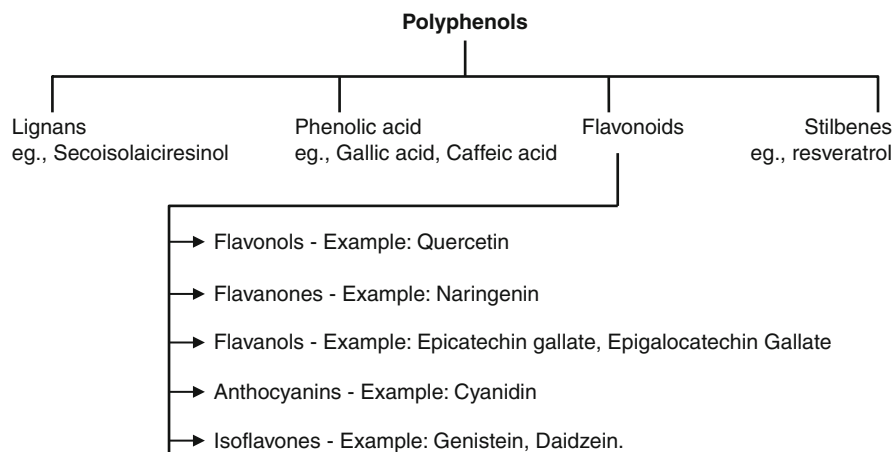 Polyphenols
Lignans
eg., Secoisolaiciresinol
Phenolic acid
eg., Gallic acid, Caffeic acid
Flavonoids
Stilbenes
eg., resveratrol
Flavonols - Example: Quercetin
Flavanones - Example: Naringenin
Flavanols - Example: Epicatechin gallate, Epigalocatechin Gallate
Anthocyanins - Example: Cyanidin
Isoflavones - Example: Genistein, Daidzein.